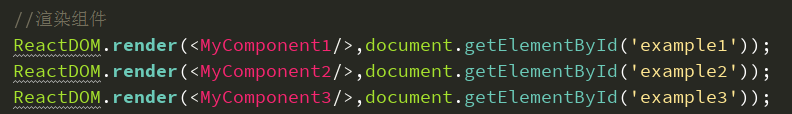 //渲染组件
ReactDOM.render(<MyComponent1/>,document.getElementById('example1'));
ReactDOM.render(<MyComponent2/>,document.getElementById('example2'));
ReactDOM.render(<MyComponent3/>,document.getElementById('example3'));